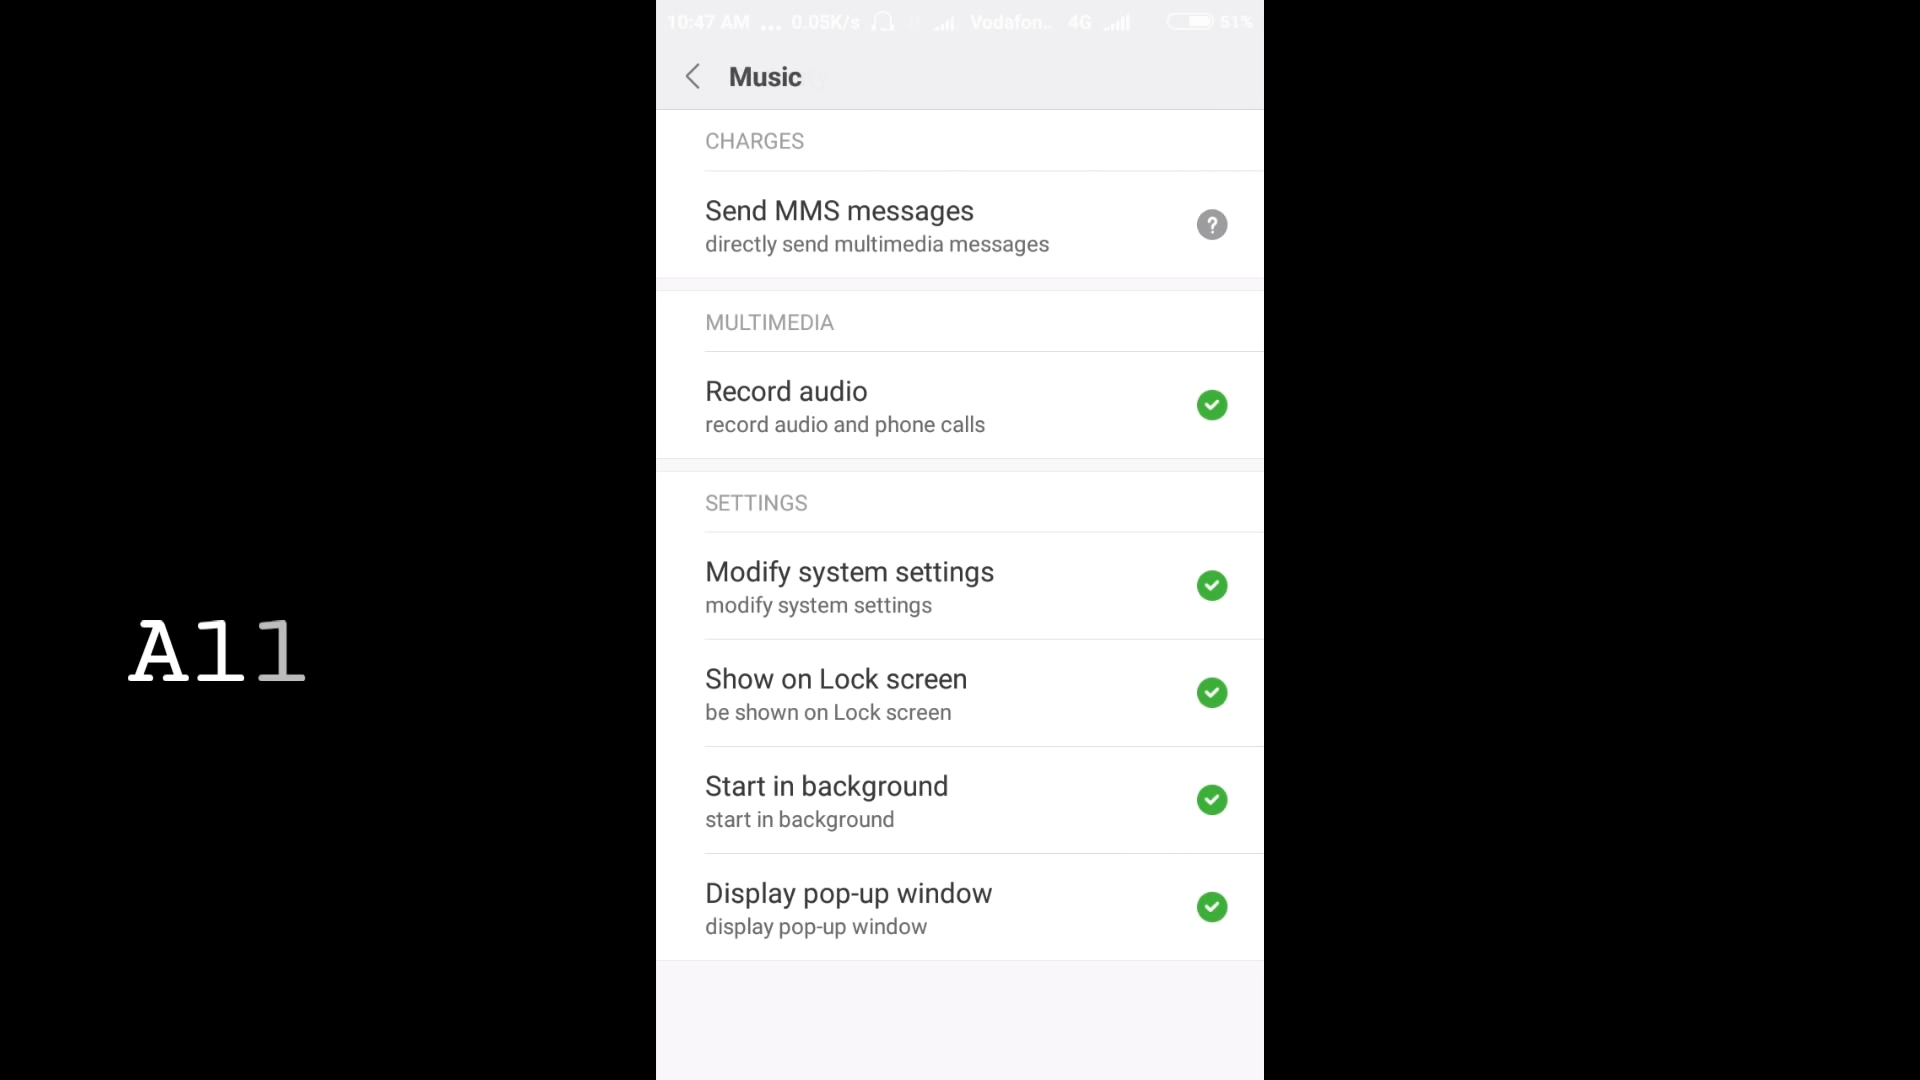 10:47 AM ... 0.05K/s Vodafon.. 4G 51%
Music
CHARGES
Send MMS messages
directly send multimedia messages
?
MULTIMEDIA
Record audio
record audio and phone calls
SETTINGS
Modify system settings
modify system settings
All
Show on Lock screen
be shown on Lock screen
Start in background
start in background
Display pop-up window
display pop-up window